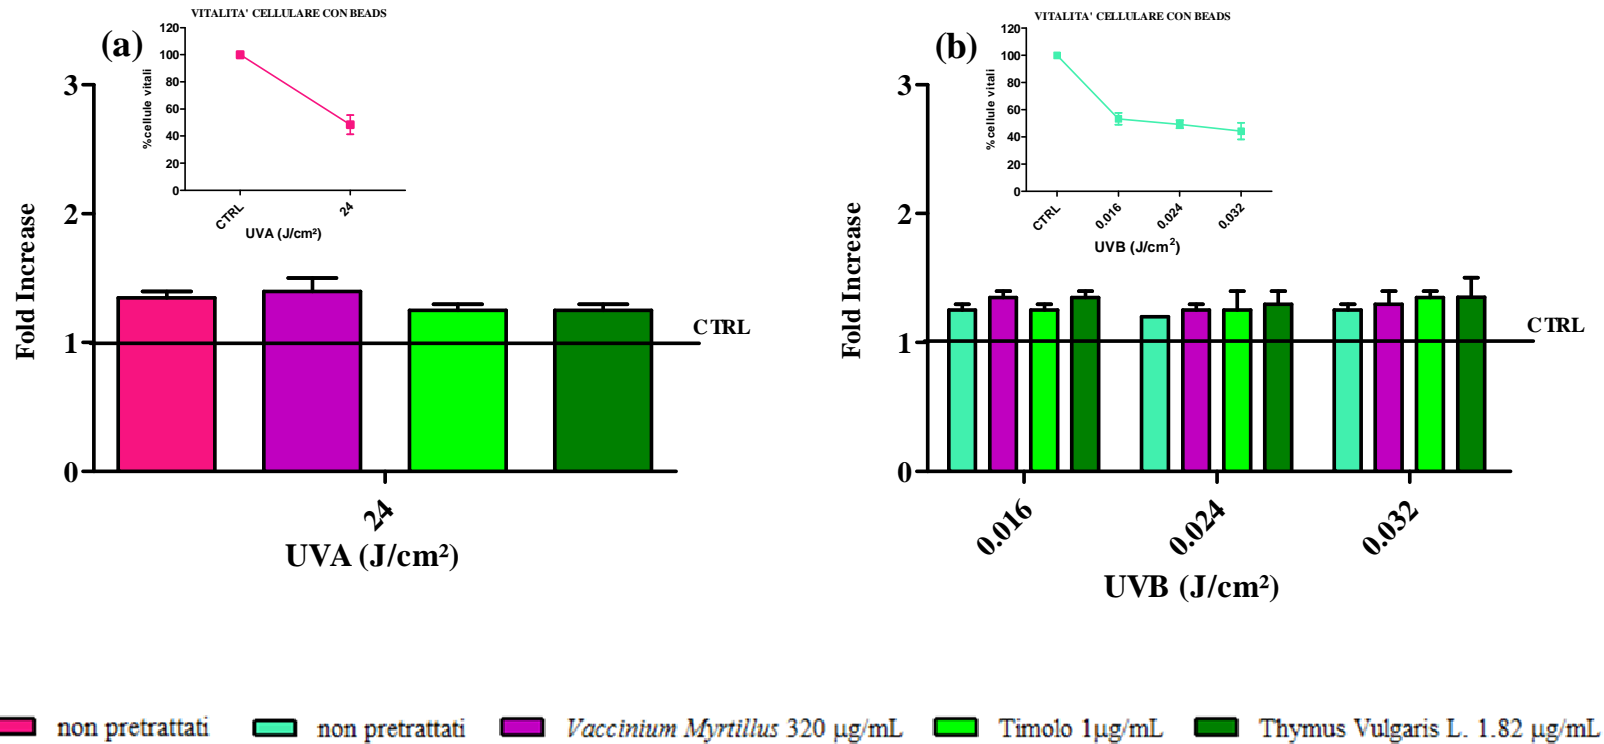 VITALITA' CELLULARE CON BEADS
(a)
120
100
80
60
40
20
0
%cellule vitali
CTRL
24
UVA (J/cm²)
3
2
1
0
Fold Increase
CTRL
24
UVA (J/cm²)
VITALITA' CELLULARE CON BEADS
(b)
120
100
80
60
40
20
0
%cellule vitali
CTRL
0.016
0.024
0.032
UVB (J/cm²)
3
2
1
0
Fold Increase
CTRL
0.016
0.024
0.032
UVB (J/cm²)
non pretrattati
non pretrattati
Vaccinium Myrtillus 320 µg/mL
Timolo 1µg/mL
Thymus Vulgaris L. 1.82 µg/mL